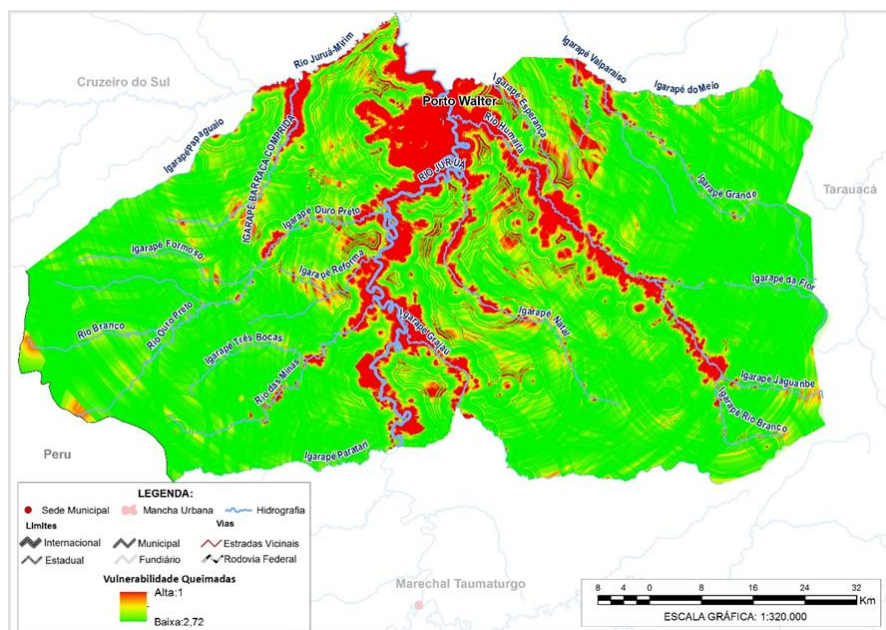 Rio Juruá-Mirim
Igarapé Valparaiso
Igarapé do Meio
Cruzeiro do Sul
Igarapé Esperança
Porto Walter
Rio Humaitá
IgarapéPapaguaio
IGARAPÉ BARRACA COMPRIDA
RIO JURUÁ
Igarapé Grande
Tarauacá
Igarapé Ouro Preto
Igarapé Formoso
Igarapé Reforma
Igarapé da Flor
Rio Branco
Rio Ouro Preto
Igarapé Três Bocas
Igarapé Grajau
Igarapé Natal
Rio das Minas
Igarapé Jaguanbe
Igarapé Rio Branco
Peru
Igarapé Paratari
LEGENDA:
Sede Municipal Mancha Urbana Hidrografia
Limites Vias
Internacional Municipal Estradas Vicinais
Estadual Fundiário Rodovia Federal
Vulnerabilidade Queimadas
Alta:1
Baixa:2,72
Marechal Taumaturgo
8 4 0 8 16 24 32
Km
ESCALA GRÁFICA: 1:320.000